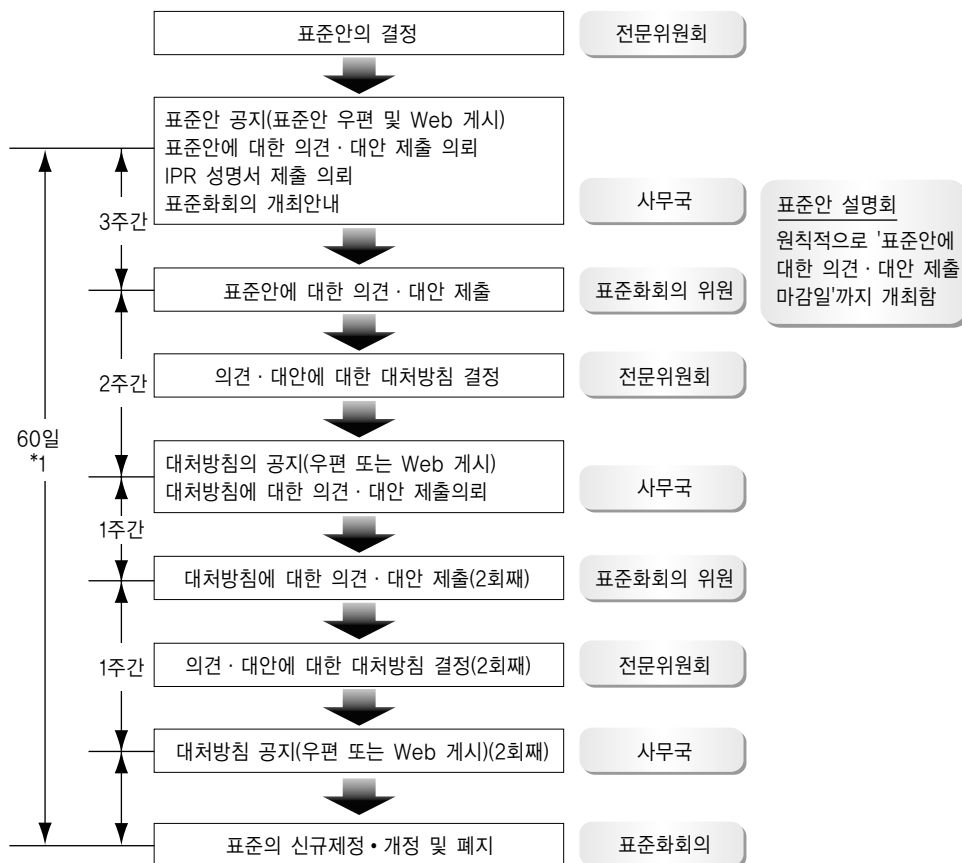 표준안의 결정
전문위원회
표준안 공지(표준안 우편 및 Web 게시)
표준안에 대한 의견 · 대안 제출 의뢰
IPR 성명서 제출 의뢰
표준화회의 개최안내
사무국
표준안 설명회
원칙적으로 '표준안에
대한 의견 · 대안 제출
마감일'까지 개최함
3주간
표준안에 대한 의견 · 대안 제출
표준화회의 위원
2주간
의견 · 대안에 대한 대처방침 결정
전문위원회
60일
*1
대처방침의 공지(우편 또는 Web 게시)
대처방침에 대한 의견 · 대안 제출의뢰
사무국
1주간
대처방침에 대한 의견 · 대안 제출(2회째)
표준화회의 위원
1주간
의견 · 대안에 대한 대처방침 결정(2회째)
전문위원회
대처방침 공지(우편 또는 Web 게시)(2회째)
사무국
표준의 신규제정 • 개정 및 폐지
표준화회의